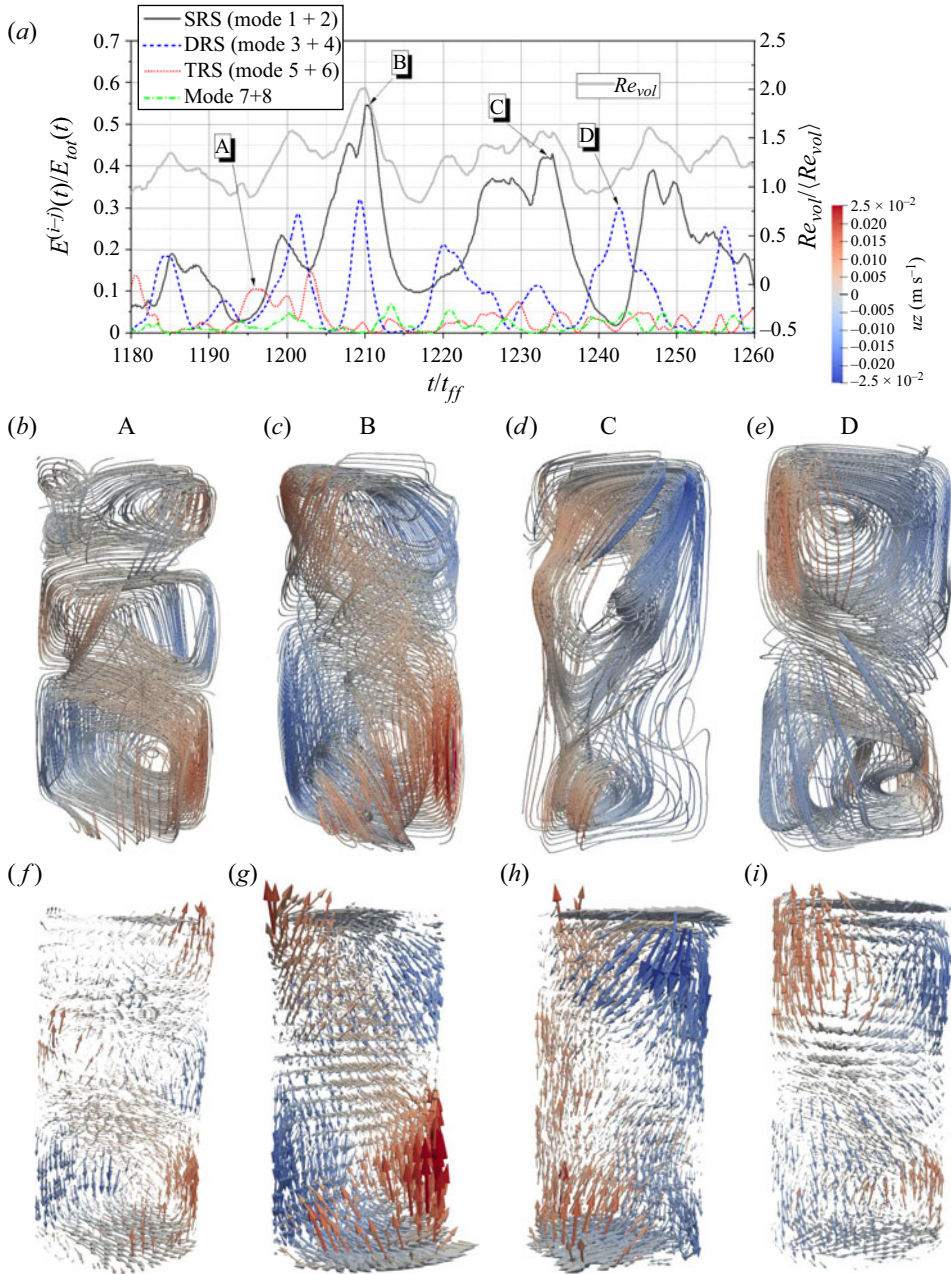 (a)
SRS (mode 1 + 2)
DRS (mode 3 + 4)
TRS (mode 5 + 6)
Mode 7+8
Re_vol
A
B
C
D
E^(i–j)(t)/E_tot(t)
0.7
0.6
0.5
0.4
0.3
0.2
0.1
0
Re_vol/⟨Re_vol⟩
2.5
2.0
1.5
1.0
0.5
0
–0.5
1180 1190 1200 1210 1220 1230 1240 1250 1260
t/t_ff
2.5 × 10^–2
0.020
0.015
0.010
0.005
0
–0.005
–0.010
–0.015
–0.020
–2.5 × 10^–2
uz (m s^–1)
(b) A (c) B (d) C (e) D
(f) (g) (h) (i)